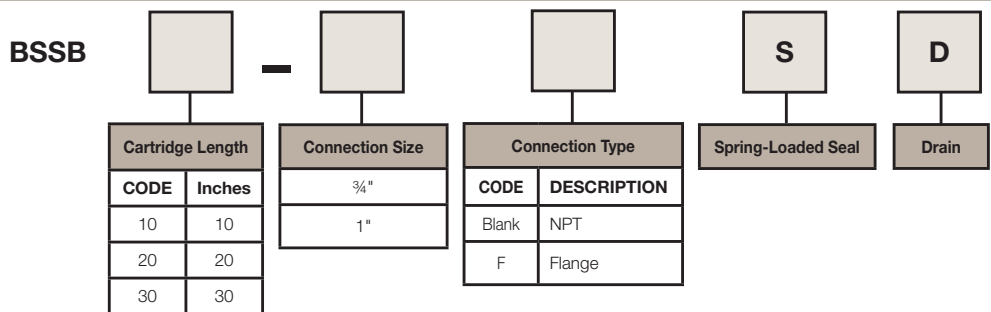 BSSB – S D
Cartridge Length Connection Size Connection Type Spring-Loaded Seal Drain
CODE Inches ¾" CODE DESCRIPTION
10 10 1" Blank NPT
20 20 F Flange
30 30